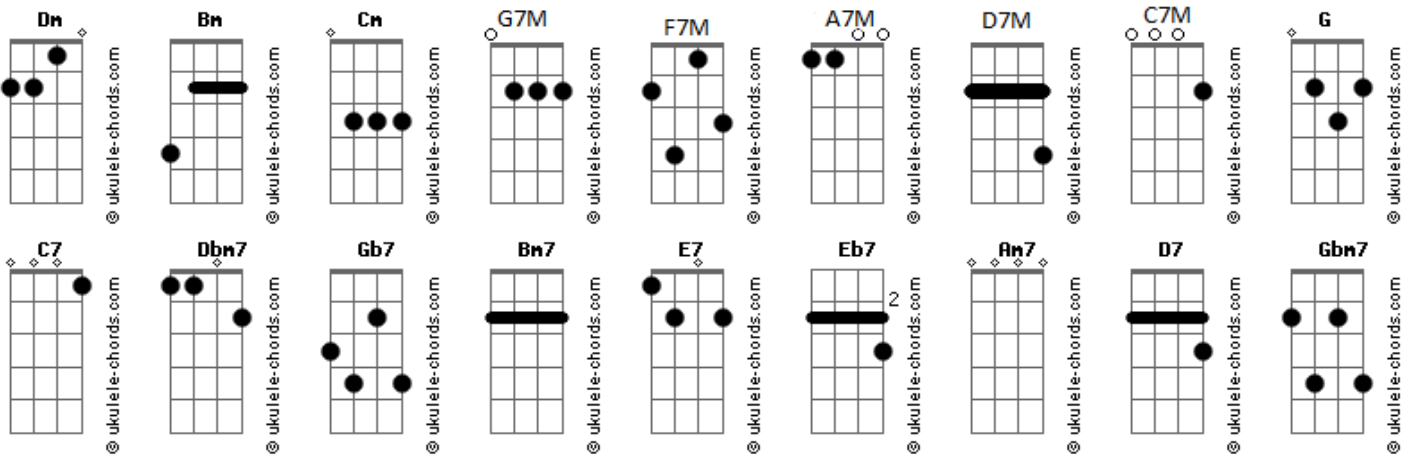 Dm Bm Cm G7M F7M A7M D7M C7M G
© ukulele-chords.com © ukulele-chords.com © ukulele-chords.com © ukulele-chords.com © ukulele-chords.com © ukulele-chords.com © ukulele-chords.com © ukulele-chords.com © ukulele-chords.com
C7 Dbm7 Gb7 Bm7 E7 Eb7 Am7 D7 Gbm7
2
© ukulele-chords.com © ukulele-chords.com © ukulele-chords.com © ukulele-chords.com © ukulele-chords.com © ukulele-chords.com © ukulele-chords.com © ukulele-chords.com © ukulele-chords.com